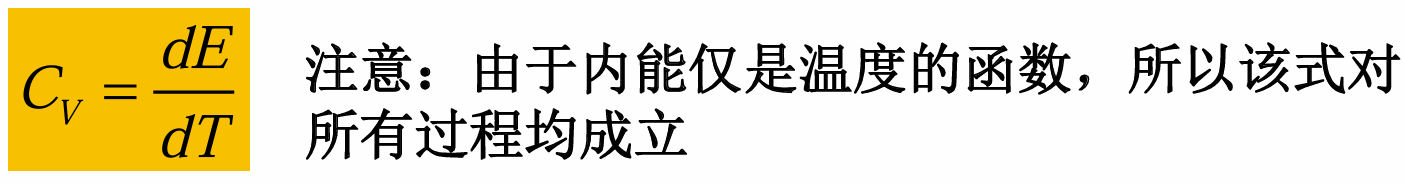 C_V = dE/dT
注意：由于内能仅是温度的函数，所以该式对
所有过程均成立